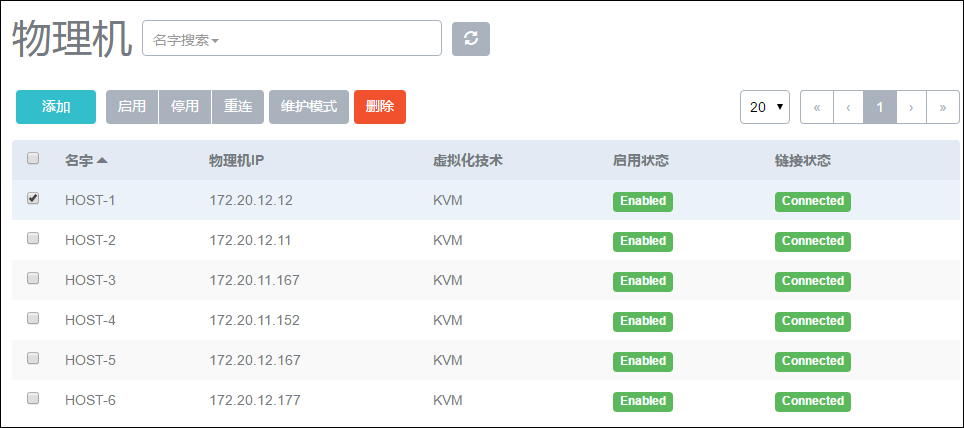 物理机 名字搜索
添加 启用 停用 重连 维护模式 删除 20 « ‹ 1 › »
名字 物理机IP 虚拟化技术 启用状态 链接状态
HOST-1 172.20.12.12 KVM Enabled Connected
HOST-2 172.20.12.11 KVM Enabled Connected
HOST-3 172.20.11.167 KVM Enabled Connected
HOST-4 172.20.11.152 KVM Enabled Connected
HOST-5 172.20.12.167 KVM Enabled Connected
HOST-6 172.20.12.177 KVM Enabled Connected